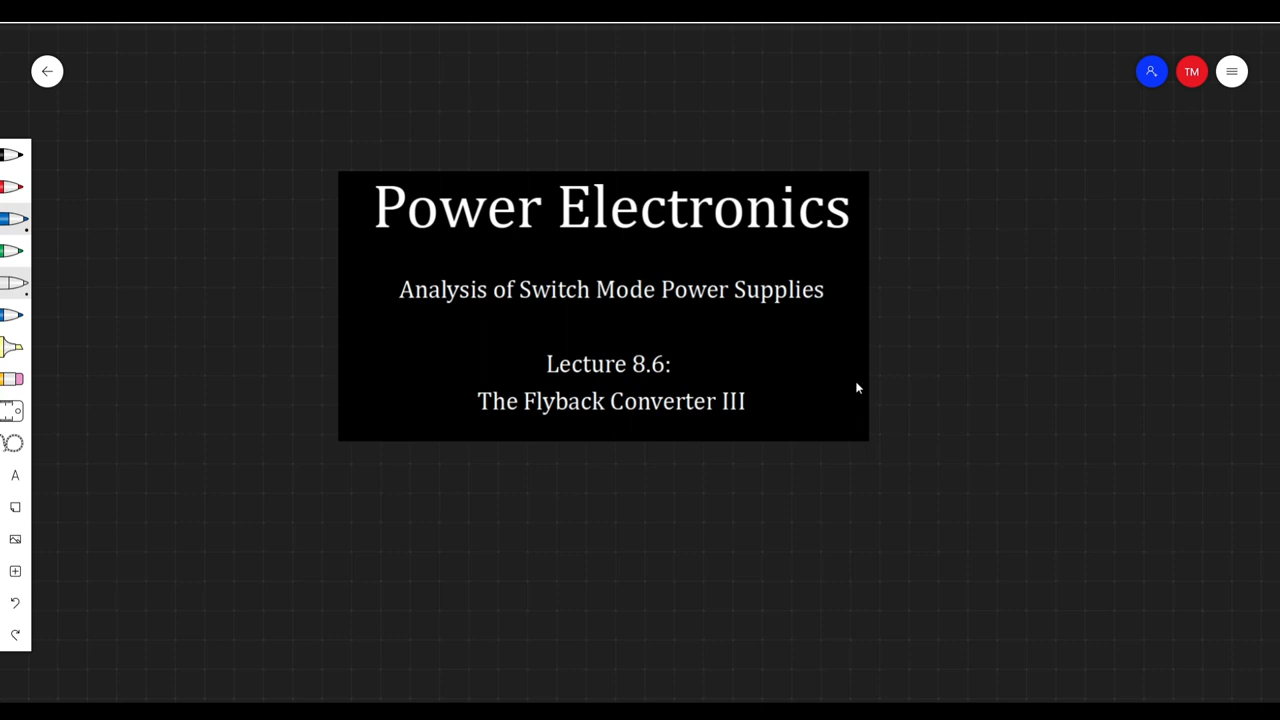 TM
Power Electronics
Analysis of Switch Mode Power Supplies
Lecture 8.6:
The Flyback Converter III
A